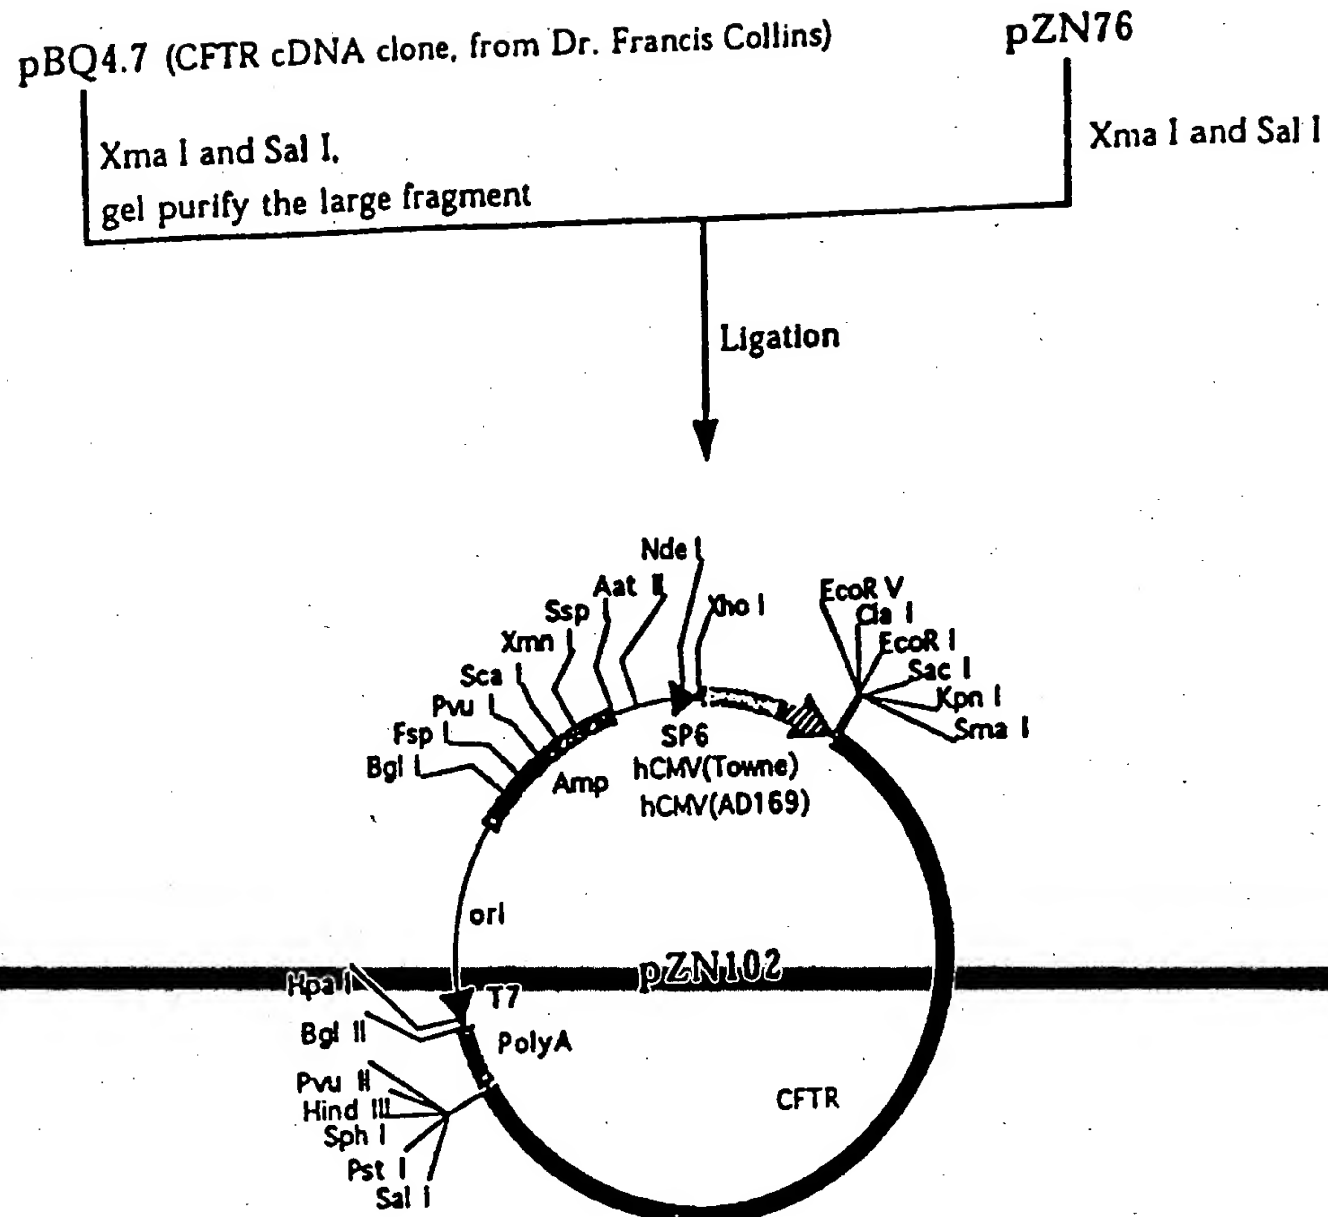 pBQ4.7 (CFTR cDNA clone, from Dr. Francis Collins)
pZN76
Xma I and Sal I.
gel purify the large fragment
Xma I and Sal I
Ligation
Nde I
Aat II
Ssp I
Xmn I
Sca I
Pvu I
Fsp I
Bgl I
Xho I
EcoR V
Cla I
EcoR I
Sac I
Kpn I
Sma I
SP6
hCMV(Towne)
hCMV(AD169)
Amp
ori
pZN102
Hpa I
T7
Bgl II
PolyA
Pvu II
Hind III
Sph I
Pst I
Sal I
CFTR